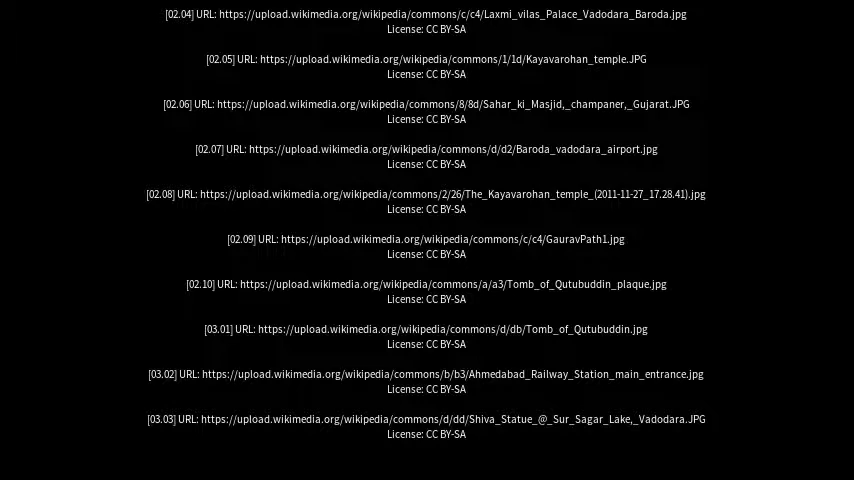 [02.04] URL: https://upload.wikimedia.org/wikipedia/commons/c/c4/Laxmi_vilas_Palace_Vadodara_Baroda.jpg
License: CC BY-SA
[02.05] URL: https://upload.wikimedia.org/wikipedia/commons/1/1d/Kayavarohan_temple.JPG
License: CC BY-SA
[02.06] URL: https://upload.wikimedia.org/wikipedia/commons/8/8d/Sahar_ki_Masjid,_champaner,_Gujarat.JPG
License: CC BY-SA
[02.07] URL: https://upload.wikimedia.org/wikipedia/commons/d/d2/Baroda_vadodara_airport.jpg
License: CC BY-SA
[02.08] URL: https://upload.wikimedia.org/wikipedia/commons/2/26/The_Kayavarohan_temple_(2011-11-27_17.28.41).jpg
License: CC BY-SA
[02.09] URL: https://upload.wikimedia.org/wikipedia/commons/c/c4/GauravPath1.jpg
License: CC BY-SA
[02.10] URL: https://upload.wikimedia.org/wikipedia/commons/a/a3/Tomb_of_Qutubuddin_plaque.jpg
License: CC BY-SA
[03.01] URL: https://upload.wikimedia.org/wikipedia/commons/d/db/Tomb_of_Qutubuddin.jpg
License: CC BY-SA
[03.02] URL: https://upload.wikimedia.org/wikipedia/commons/b/b3/Ahmedabad_Railway_Station_main_entrance.jpg
License: CC BY-SA
[03.03] URL: https://upload.wikimedia.org/wikipedia/commons/d/dd/Shiva_Statue_@_Sur_Sagar_Lake,_Vadodara.JPG
License: CC BY-SA